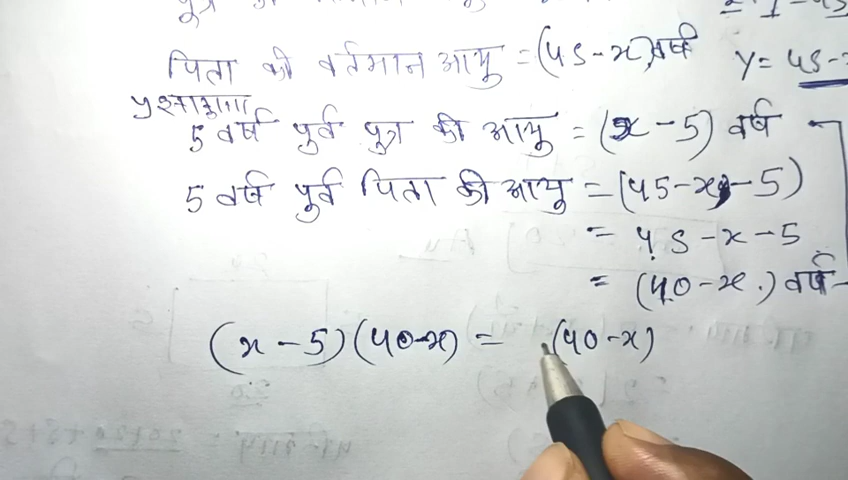 पिता की वर्तमान आयु = (45-x) वर्ष y = 45-
प्रश्नानुसार
5 वर्ष पुर्व पुत्र की आयु = (x-5) वर्ष
5 वर्ष पुर्व पिता की आयु = (45-x-5)
= 45-x-5
= (40-x) वर्ष
(x-5)(40-x) = (40-x)